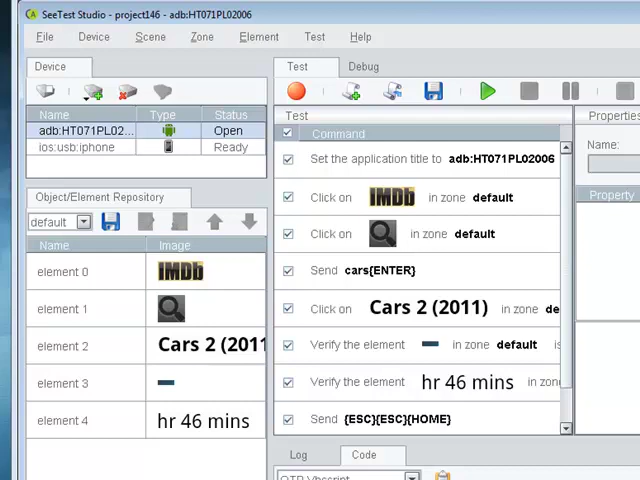 SeeTest Studio - project146 - adb:HT071PL02006
File Device Scene Zone Element Test Help
Device
Name Type Status
adb:HT071PL02... Open
ios:usb:iphone Ready
Object/Element Repository
default
Name Image
element 0 IMDb
element 1
element 2 Cars 2 (2011
element 3
element 4 hr 46 mins
Test Debug
Test
Command
Set the application title to adb:HT071PL02006
Click on IMDb in zone default
Click on in zone default
Send cars{ENTER}
Click on Cars 2 (2011) in zone de
Verify the element in zone default is
Verify the element hr 46 mins in zon
Send {ESC}{ESC}{HOME}
Log Code
QTP Vbscript
Properties
Name:
Property